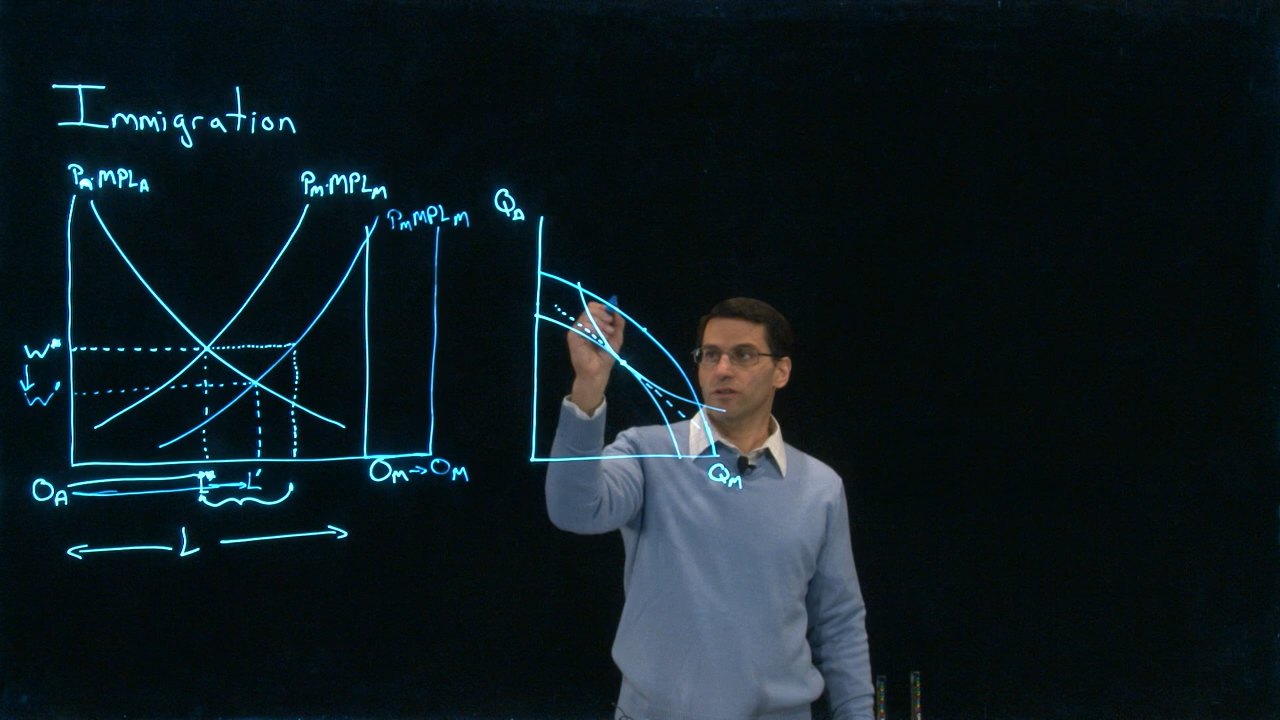 Immigration
PA·MPLA
PM·MPLM
PM MPLM
QA
W*
↓
W'
OA
L* → L'
OM → OM
QM
← L →